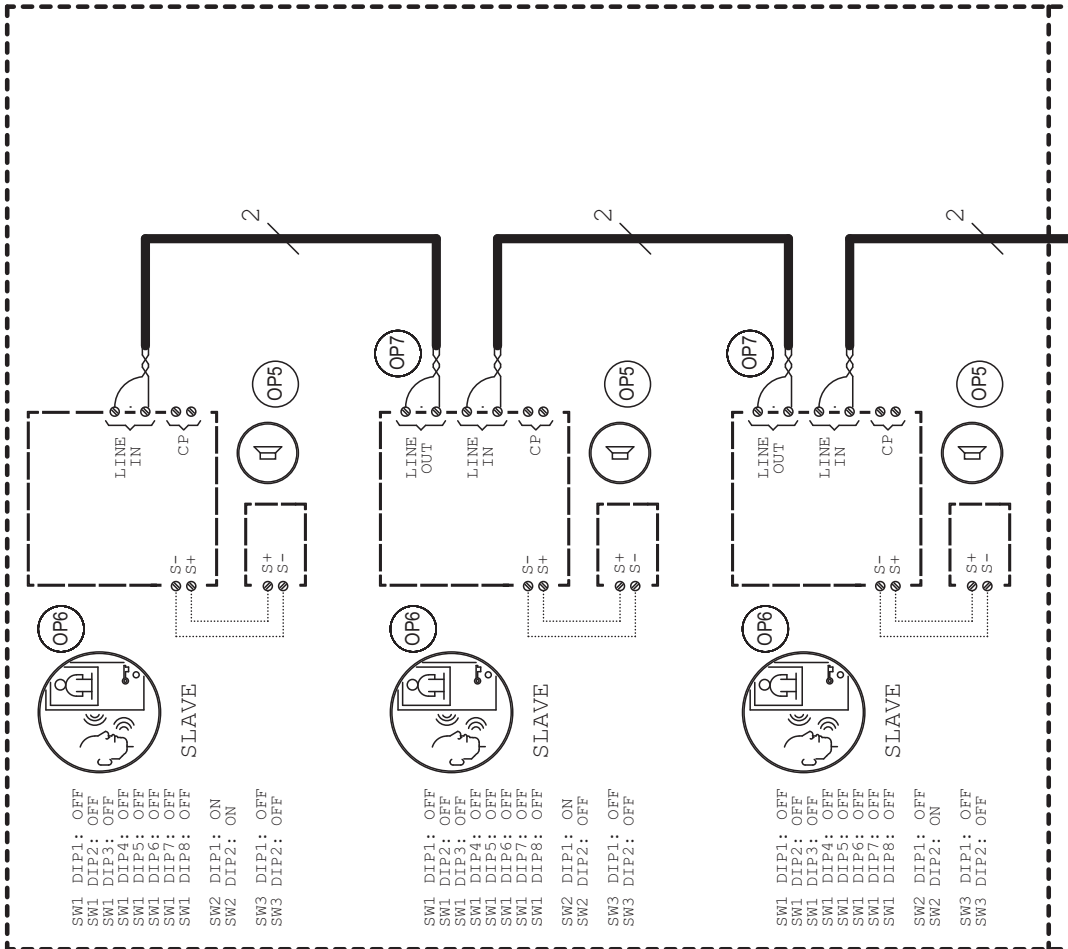 2
LINE
IN
CP
S-
S+
S+
S-
OP5
OP6
SLAVE
SW1 DIP1: OFF
SW1 DIP2: OFF
SW1 DIP3: OFF
SW1 DIP4: OFF
SW1 DIP5: OFF
SW1 DIP6: OFF
SW1 DIP7: OFF
SW1 DIP8: OFF
SW2 DIP1: ON
SW2 DIP2: ON
SW3 DIP1: OFF
SW3 DIP2: OFF
2
OP7
LINE
OUT
LINE
IN
CP
S-
S+
S+
S-
OP5
OP6
SLAVE
SW1 DIP1: OFF
SW1 DIP2: OFF
SW1 DIP3: OFF
SW1 DIP4: OFF
SW1 DIP5: OFF
SW1 DIP6: OFF
SW1 DIP7: OFF
SW1 DIP8: OFF
SW2 DIP1: ON
SW2 DIP2: OFF
SW3 DIP1: OFF
SW3 DIP2: OFF
2
OP7
LINE
OUT
LINE
IN
CP
S-
S+
S+
S-
OP5
OP6
SLAVE
SW1 DIP1: OFF
SW1 DIP2: OFF
SW1 DIP3: OFF
SW1 DIP4: OFF
SW1 DIP5: OFF
SW1 DIP6: OFF
SW1 DIP7: OFF
SW1 DIP8: OFF
SW2 DIP1: OFF
SW2 DIP2: ON
SW3 DIP1: OFF
SW3 DIP2: OFF